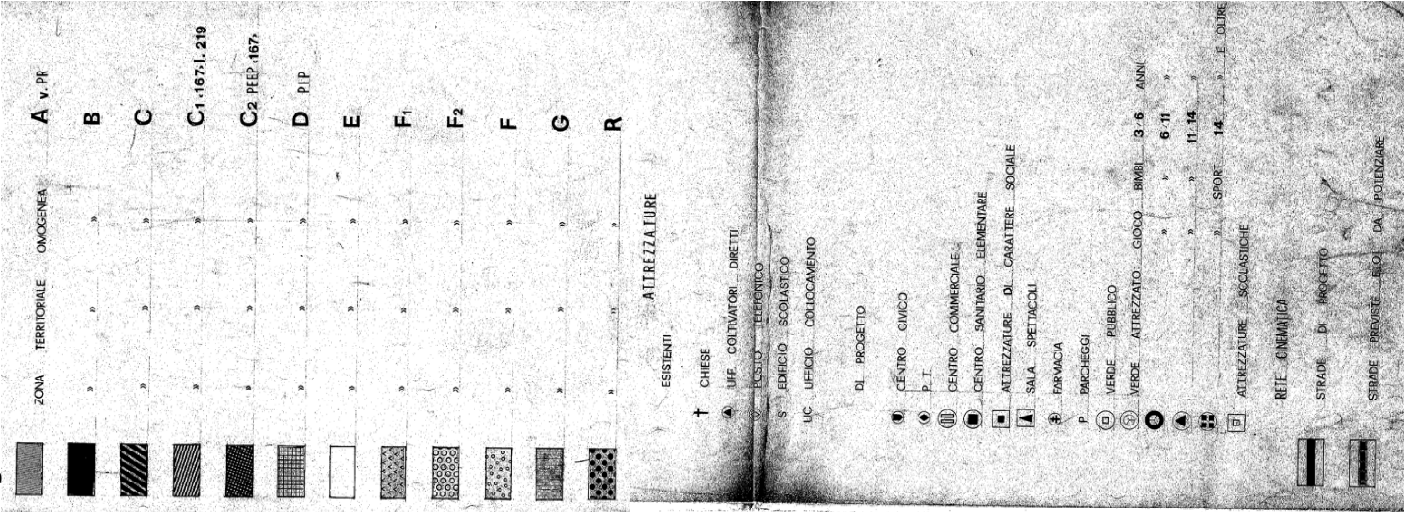 ZONA TERRITORIALE OMOGENEA A v. PR
» » » B
» » » C
» » » C1 «167» l. 219
» » » C2 PEEP «167»
» » » D PIP
» » » E
» » » F1
» » » F2
» » » F
» » » G
» » » R
ATTREZZATURE
ESISTENTI
CHIESE
UFF. COLTIVATORI DIRETTI
POSTO TELEFONICO
S EDIFICIO SCOLASTICO
UC UFFICIO COLLOCAMENTO
DI PROGETTO
CENTRO CIVICO
P.T.
CENTRO COMMERCIALE
CENTRO SANITARIO ELEMENTARE
ATTREZZATURE DI CARATTERE SOCIALE
SALA SPETTACOLI
FARMACIA
P PARCHEGGI
VERDE PUBBLICO
VERDE ATTREZZATO GIOCO BIMBI 3/6 ANNI
» » 6/11 »
» » 11/14 »
» SPORT 14 » E OLTRE
ATTREZZATURE SCOLASTICHE
RETE CINEMATICA
STRADE DI PROGETTO
STRADE PREVISTE DA POTENZIARE